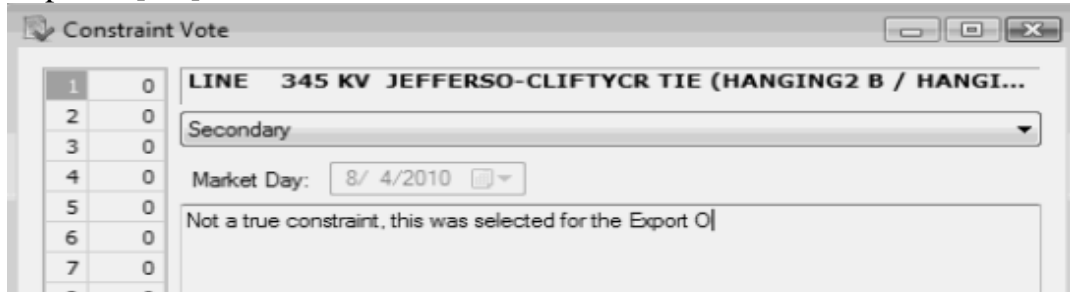 Constraint Vote
1 0 LINE 345 KV JEFFERSO-CLIFTYCR TIE (HANGING2 B / HANGI...
2 0
Secondary
3 0
4 0 Market Day: 8/ 4/2010
5 0
Not a true constraint, this was selected for the Export O
6 0
7 0